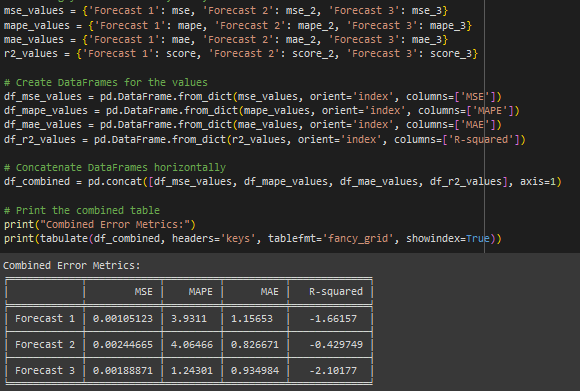 mse_values = {'Forecast 1': mse, 'Forecast 2': mse_2, 'Forecast 3': mse_3}
mape_values = {'Forecast 1': mape, 'Forecast 2': mape_2, 'Forecast 3': mape_3}
mae_values = {'Forecast 1': mae, 'Forecast 2': mae_2, 'Forecast 3': mae_3}
r2_values = {'Forecast 1': score, 'Forecast 2': score_2, 'Forecast 3': score_3}
# Create DataFrames for the values
df_mse_values = pd.DataFrame.from_dict(mse_values, orient='index', columns=['MSE'])
df_mape_values = pd.DataFrame.from_dict(mape_values, orient='index', columns=['MAPE'])
df_mae_values = pd.DataFrame.from_dict(mae_values, orient='index', columns=['MAE'])
df_r2_values = pd.DataFrame.from_dict(r2_values, orient='index', columns=['R-squared'])
# Concatenate DataFrames horizontally
df_combined = pd.concat([df_mse_values, df_mape_values, df_mae_values, df_r2_values], axis=1)
# Print the combined table
print("Combined Error Metrics:")
print(tabulate(df_combined, headers='keys', tablefmt='fancy_grid', showindex=True))
Combined Error Metrics:
MSE MAPE MAE R-squared
Forecast 1 0.00105123 3.9311 1.15653 -1.66157
Forecast 2 0.00244665 4.06466 0.826671 -0.429749
Forecast 3 0.00188871 1.24301 0.934984 -2.10177